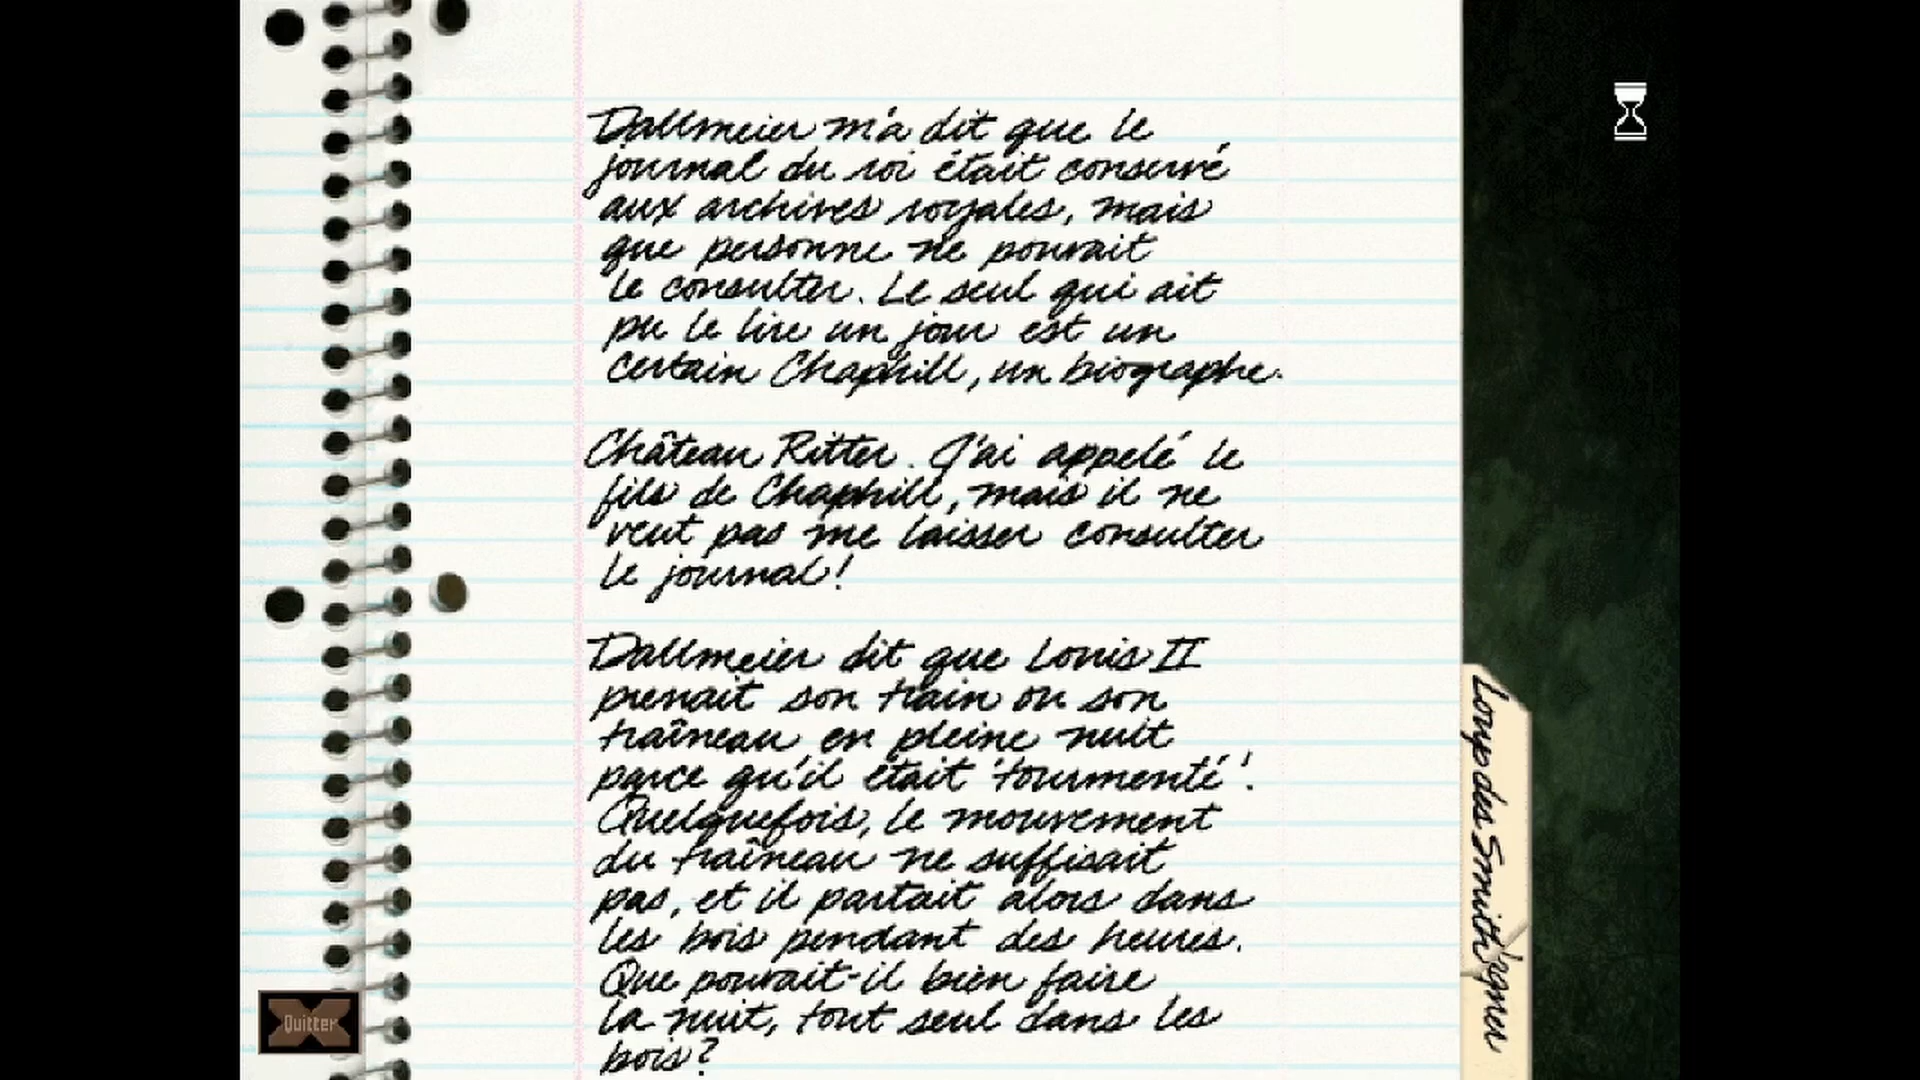 Dallmeier m'a dit que le
journal du roi était conservé
aux archives royales, mais
que personne ne pouvait
le consulter. Le seul qui ait
pu le lire un jour est un
certain Chaphill, un biographe.
Château Ritter. J'ai appelé le
fils de Chaphill, mais il ne
veut pas me laisser consulter
le journal!
Dallmeier dit que Louis II
prenait son train ou son
traîneau en pleine nuit
parce qu'il était 'tourmenté'.
Quelquefois, le mouvement
du traîneau ne suffisait
pas, et il partait alors dans
les bois pendant des heures.
Que pouvait-il bien faire
la nuit, tout seul dans les
bois?
Loup des Smith
Quitter